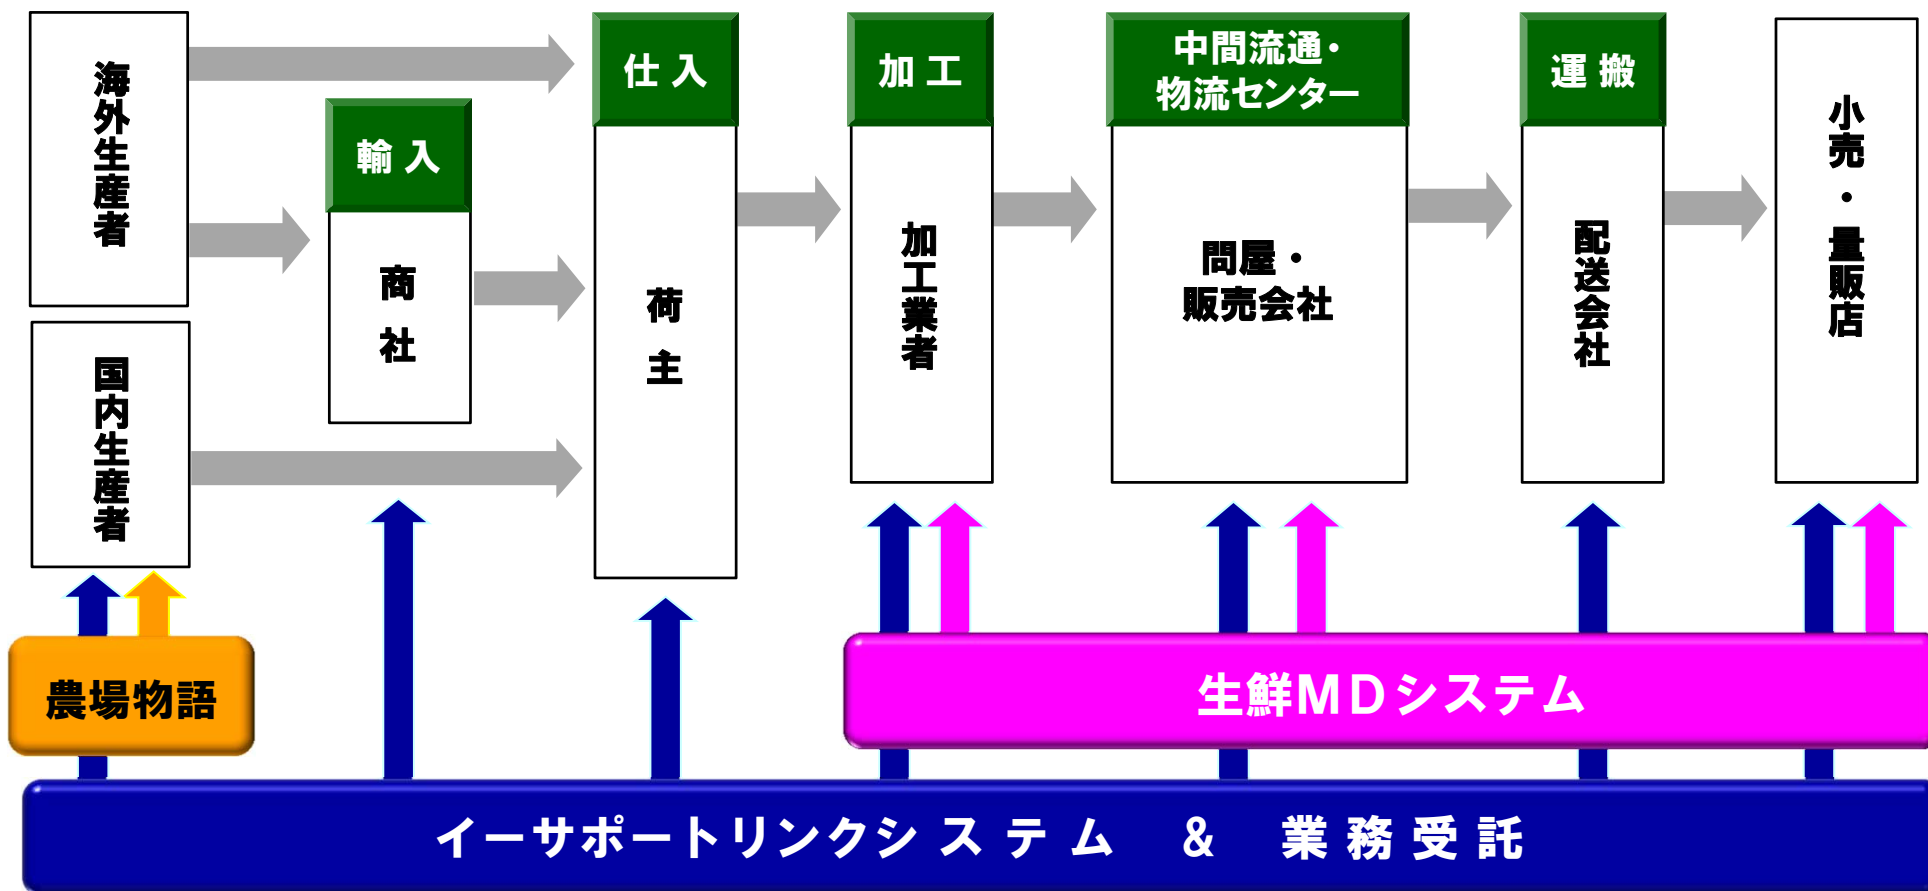 海外生産者
国内生産者
輸入
商社
仕入
荷主
加工
加工業者
中間流通・
物流センター
問屋・
販売会社
運搬
配送会社
小売・量販店
農場物語
生鮮MDシステム
イーサポートリンクシステム & 業務受託